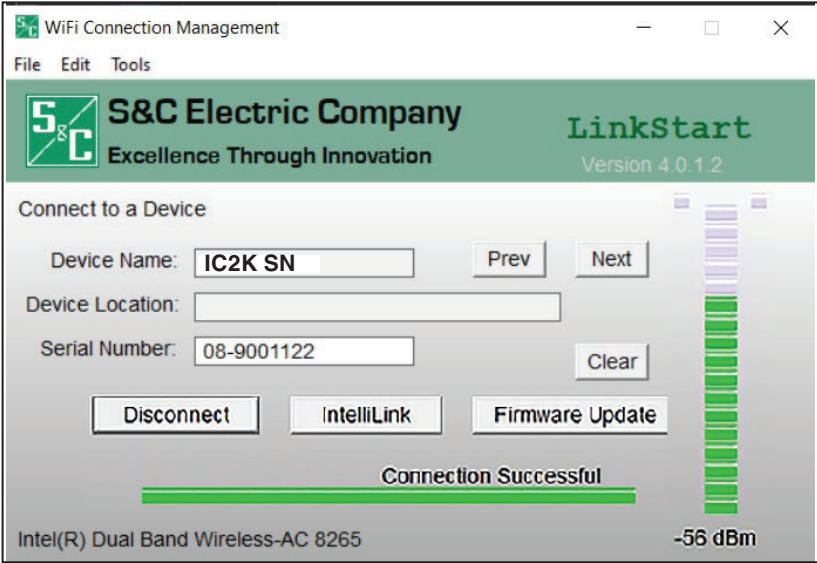 WiFi Connection Management
File Edit Tools
S&C
S&C Electric Company
Excellence Through Innovation
LinkStart
Version 4.0.1.2
Connect to a Device
Device Name: IC2K SN Prev Next
Device Location:
Serial Number: 08-9001122
Clear
Disconnect IntelliLink Firmware Update
Connection Successful
Intel(R) Dual Band Wireless-AC 8265 -56 dBm